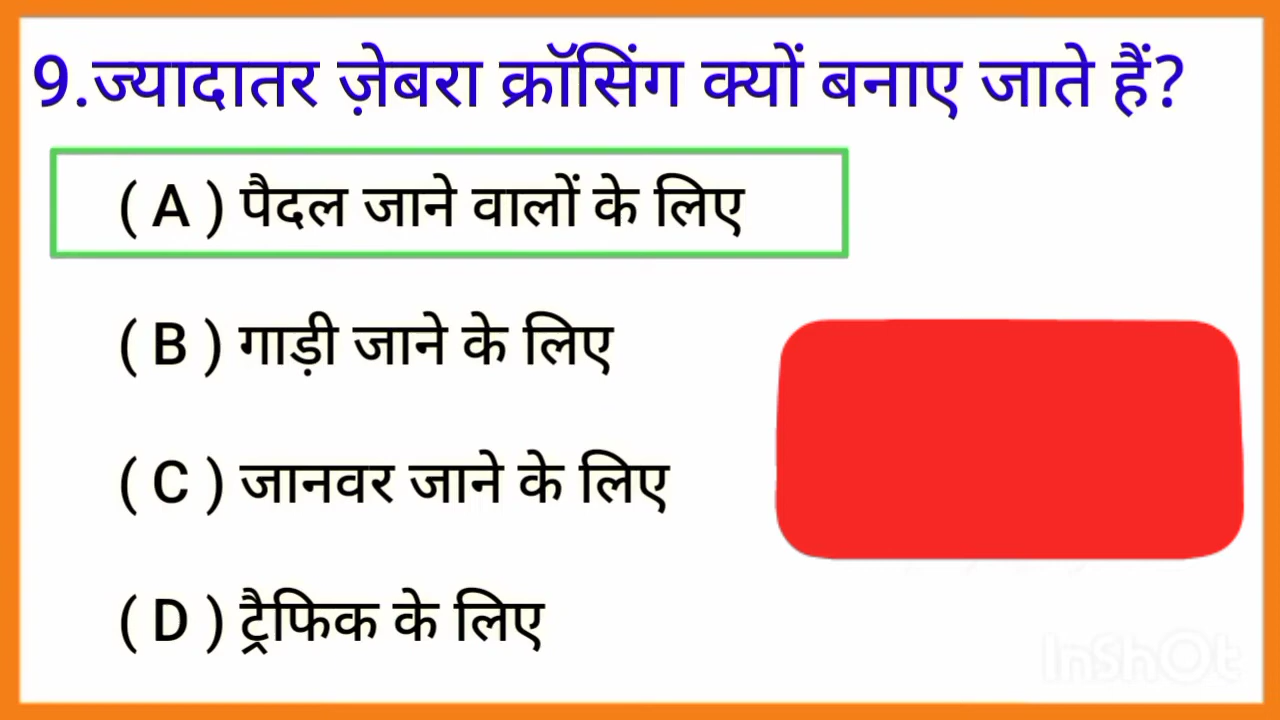 9.ज्यादातर ज़ेबरा क्रॉसिंग क्यों बनाए जाते हैं?
( A ) पैदल जाने वालों के लिए
( B ) गाड़ी जाने के लिए
( C ) जानवर जाने के लिए
( D ) ट्रैफिक के लिए
InShOt